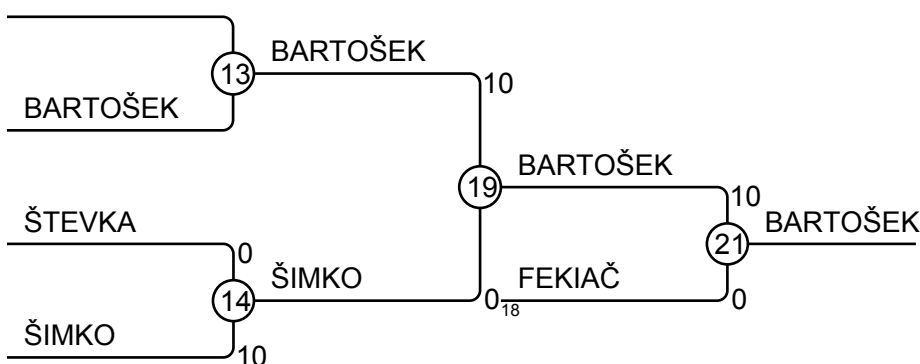 BARTOŠEK
13
10
BARTOŠEK
BARTOŠEK
19
10
ŠTEVKA
BARTOŠEK
0
21
ŠIMKO
FEKIAČ
14
0
18
0
ŠIMKO
10